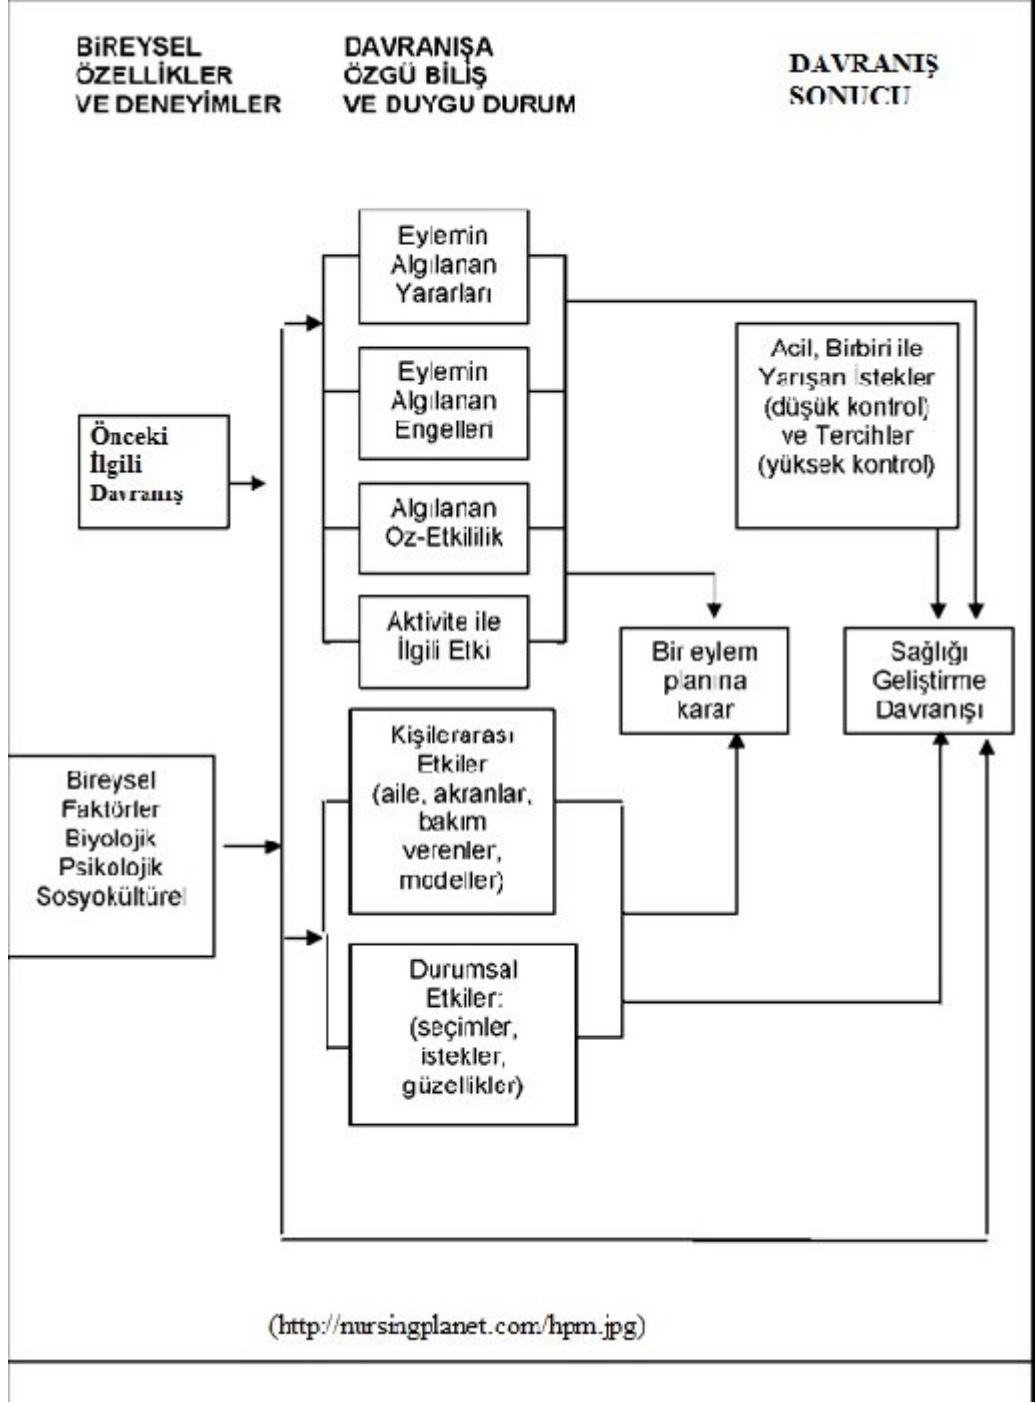 BiREYSEL
ÖZELLİKLER
VE DENEYİMLER
DAVRANIŞA
ÖZGÜ BİLİŞ
VE DUYGU DURUM
DAVRANIŞ
SONUCU
Eylemin
Algılanan
Yararları
Eylemin
Algılanan
Engelleri
Algılanan
Öz-Etkililik
Aktivite ile
İlgili Etki
Acil, Birbiri ile
Yarışan İstekler
(düşük kontrol)
ve Tercihler
(yüksek kontrol)
Önceki
İlgili
Davranış
Bir eylem
planına
karar
Sağlığı
Geliştirme
Davranışı
Bireysel
Faktörler
Biyolojik
Psikolojik
Sosyokültürel
Kişilerarası
Etkiler
(aile, akranlar,
bakım
verenler,
modeller)
Durumsal
Etkiler:
(seçimler,
istekler,
güzellikler)
(http://nursingplanet.com/hpm.jpg)